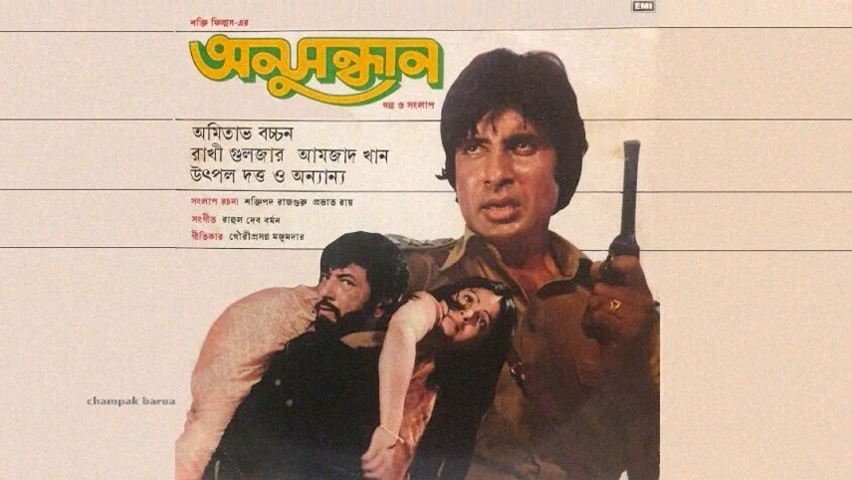 EMI
শক্তি ফিল্মস-এর
অনুসন্ধান
গল্প ও সংলাপ
অমিতাভ বচ্চন
রাখী গুলজার আমজাদ খান
উৎপল দত্ত ও অন্যান্য
সংলাপ রচনা শক্তিপদ রাজগুরু প্রভাত রায়
সংগীত রাহুল দেব বর্মন
গীতিকার গৌরীপ্রসন্ন মজুমদার
champak barua